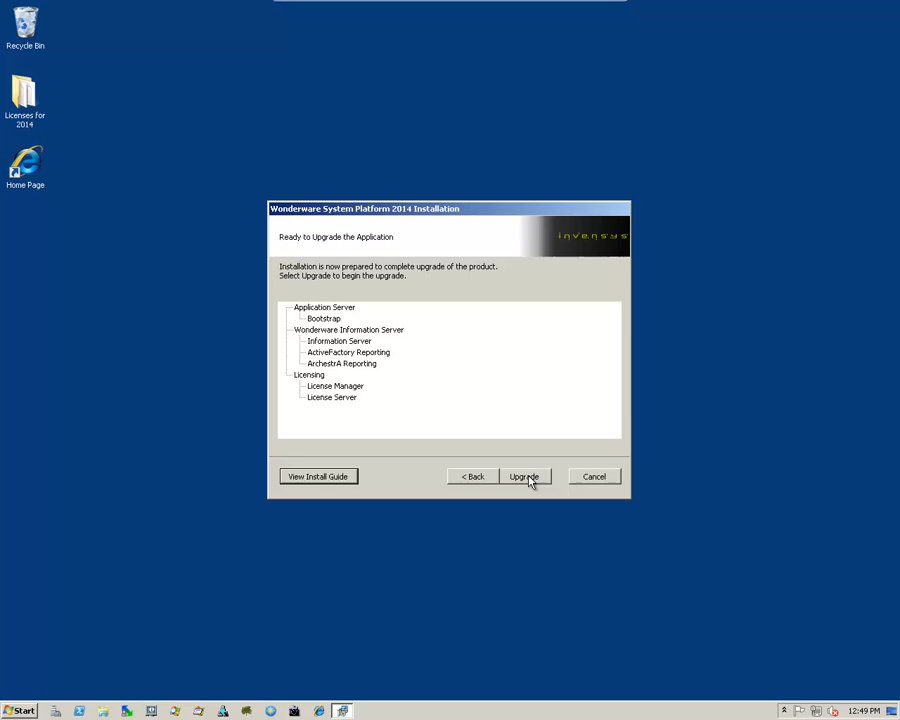 Recycle Bin
Licenses for
2014
Home Page
Wonderware System Platform 2014 Installation
Ready to Upgrade the Application
invensys
Installation is now prepared to complete upgrade of the product.
Select Upgrade to begin the upgrade.
Application Server
Bootstrap
Wonderware Information Server
Information Server
ActiveFactory Reporting
ArchestrA Reporting
Licensing
License Manager
License Server
View Install Guide
< Back
Upgrade
Cancel
Start
12:49 PM